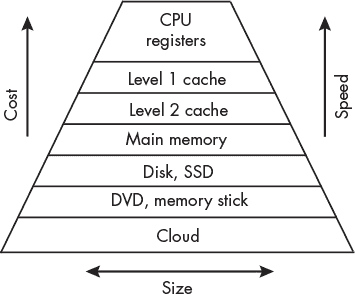 CPU
registers
Level 1 cache
Level 2 cache
Main memory
Disk, SSD
DVD, memory stick
Cloud
Cost
Speed
Size